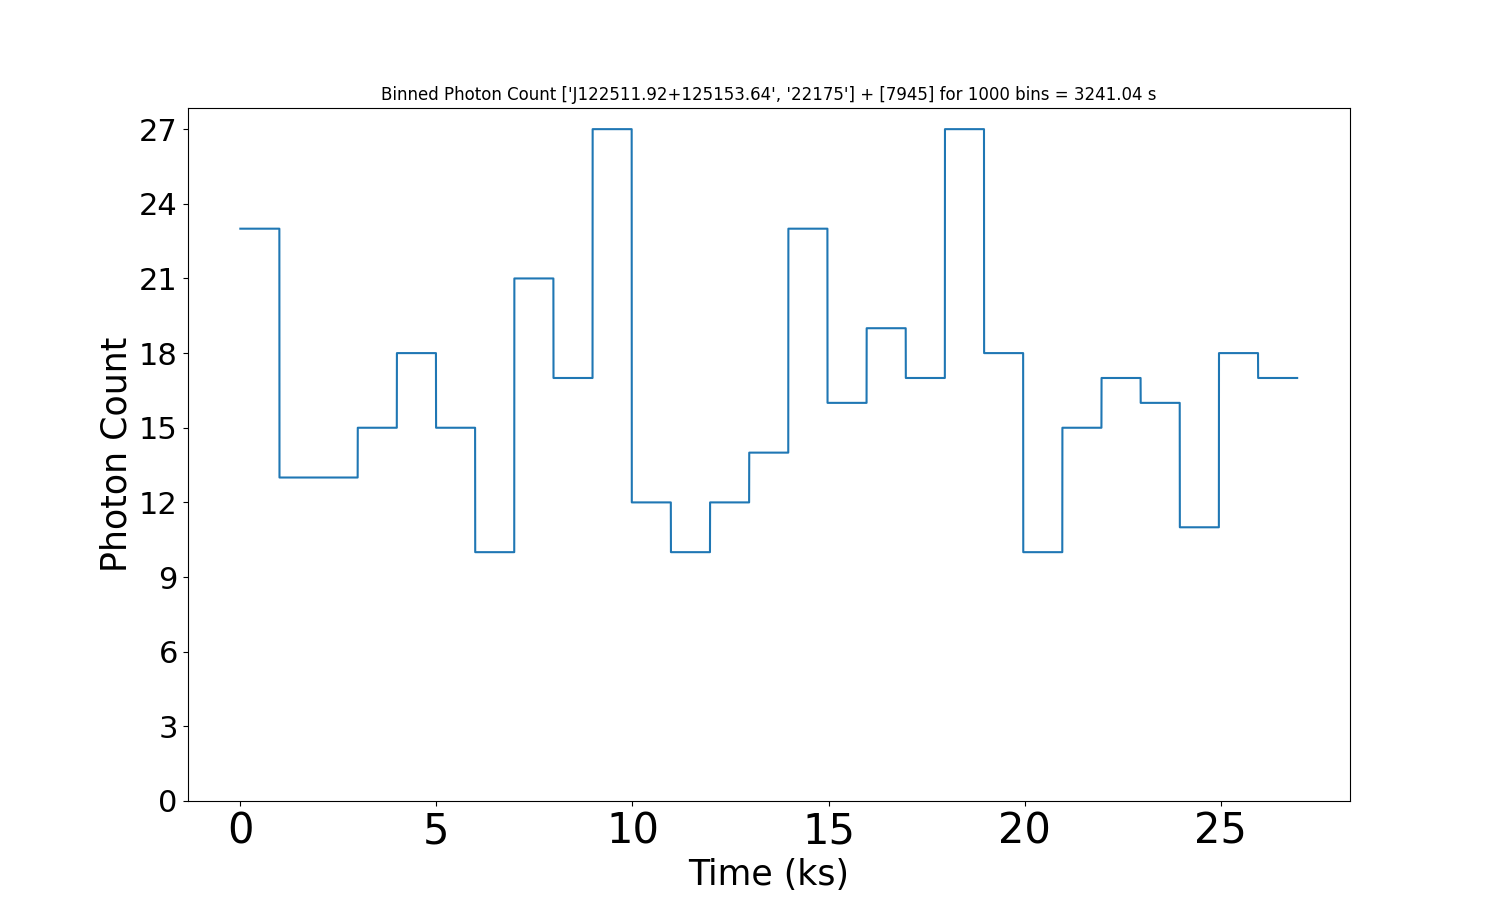 Binned Photon Count ['J122511.92+125153.64', '22175'] + [7945] for 1000 bins = 3241.04 s
27
24
21
18
15
12
9
6
3
0
Photon Count
0 5 10 15 20 25
Time (ks)